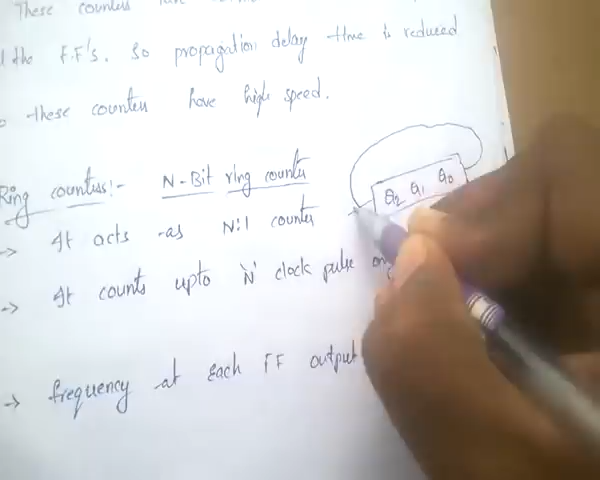 These counters have
the F.F's. So propagation delay time is reduced
these counters have high speed.
Ring counters:- N-Bit ring counter
Q2 Q1 Q0
→ It acts as N:1 counter
→ It counts upto 'N' clock pulse
→ frequency at each FF output